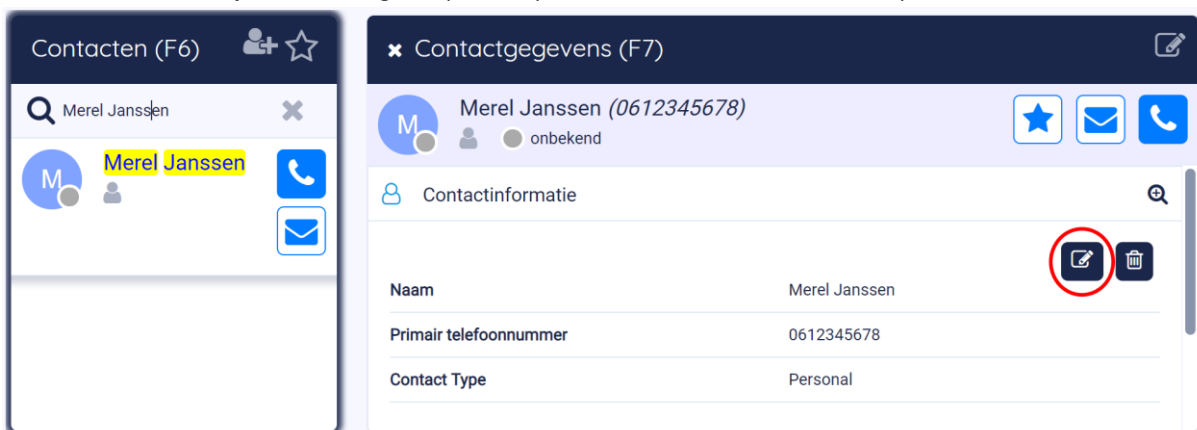 Contacten (F6)
Merel Janssen
M
Merel Janssen
Contactgegevens (F7)
M
Merel Janssen (0612345678)
onbekend
Contactinformatie
Naam Merel Janssen
Primair telefoonnummer 0612345678
Contact Type Personal